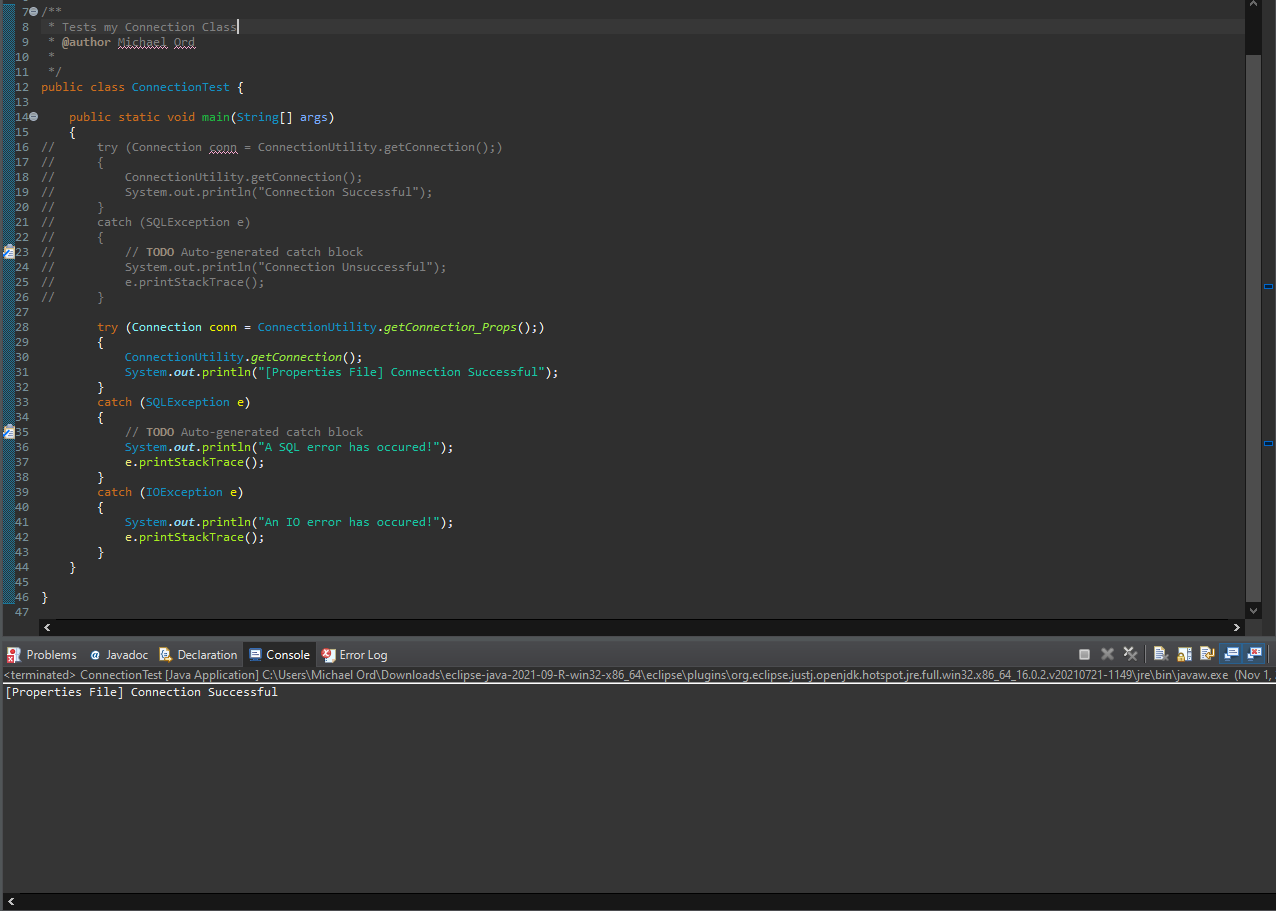 7 /**
8  * Tests my Connection Class
9  * @author Michael Ord
10  *
11  */
12 public class ConnectionTest {
13
14     public static void main(String[] args)
15     {
16 //      try (Connection conn = ConnectionUtility.getConnection();)
17 //      {
18 //          ConnectionUtility.getConnection();
19 //          System.out.println("Connection Successful");
20 //      }
21 //      catch (SQLException e)
22 //      {
23 //          // TODO Auto-generated catch block
24 //          System.out.println("Connection Unsuccessful");
25 //          e.printStackTrace();
26 //      }
27
28         try (Connection conn = ConnectionUtility.getConnection_Props();)
29         {
30             ConnectionUtility.getConnection();
31             System.out.println("[Properties File] Connection Successful");
32         }
33         catch (SQLException e)
34         {
35             // TODO Auto-generated catch block
36             System.out.println("A SQL error has occured!");
37             e.printStackTrace();
38         }
39         catch (IOException e)
40         {
41             System.out.println("An IO error has occured!");
42             e.printStackTrace();
43         }
44     }
45
46 }
47
Problems @ Javadoc Declaration Console Error Log
<terminated> ConnectionTest [Java Application] C:\Users\Michael Ord\Downloads\eclipse-java-2021-09-R-win32-x86_64\eclipse\plugins\org.eclipse.justj.openjdk.hotspot.jre.full.win32.x86_64_16.0.2.v20210721-1149\jre\bin\javaw.exe (Nov 1,
[Properties File] Connection Successful